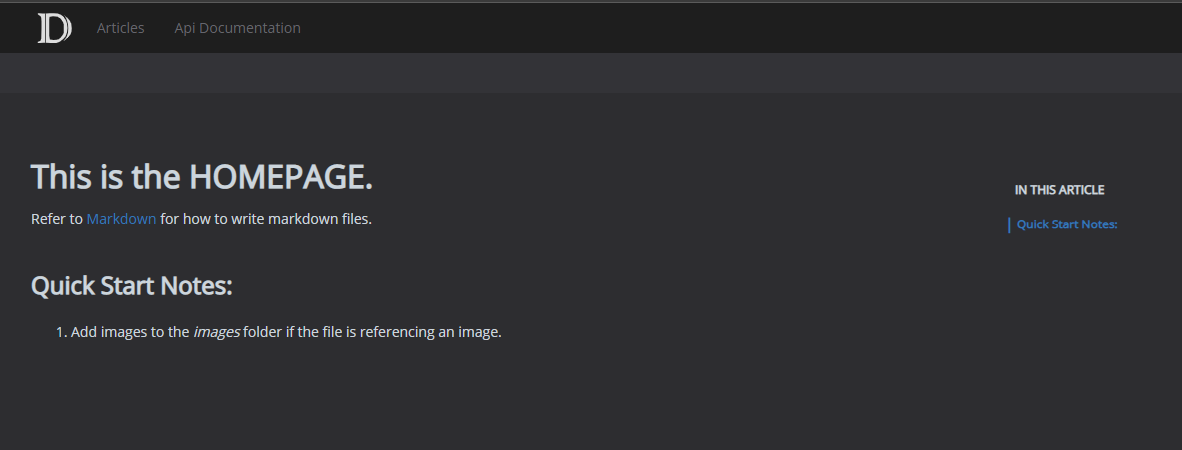 D
Articles
Api Documentation
This is the HOMEPAGE.
Refer to Markdown for how to write markdown files.
IN THIS ARTICLE
Quick Start Notes:
Quick Start Notes:
1. Add images to the images folder if the file is referencing an image.